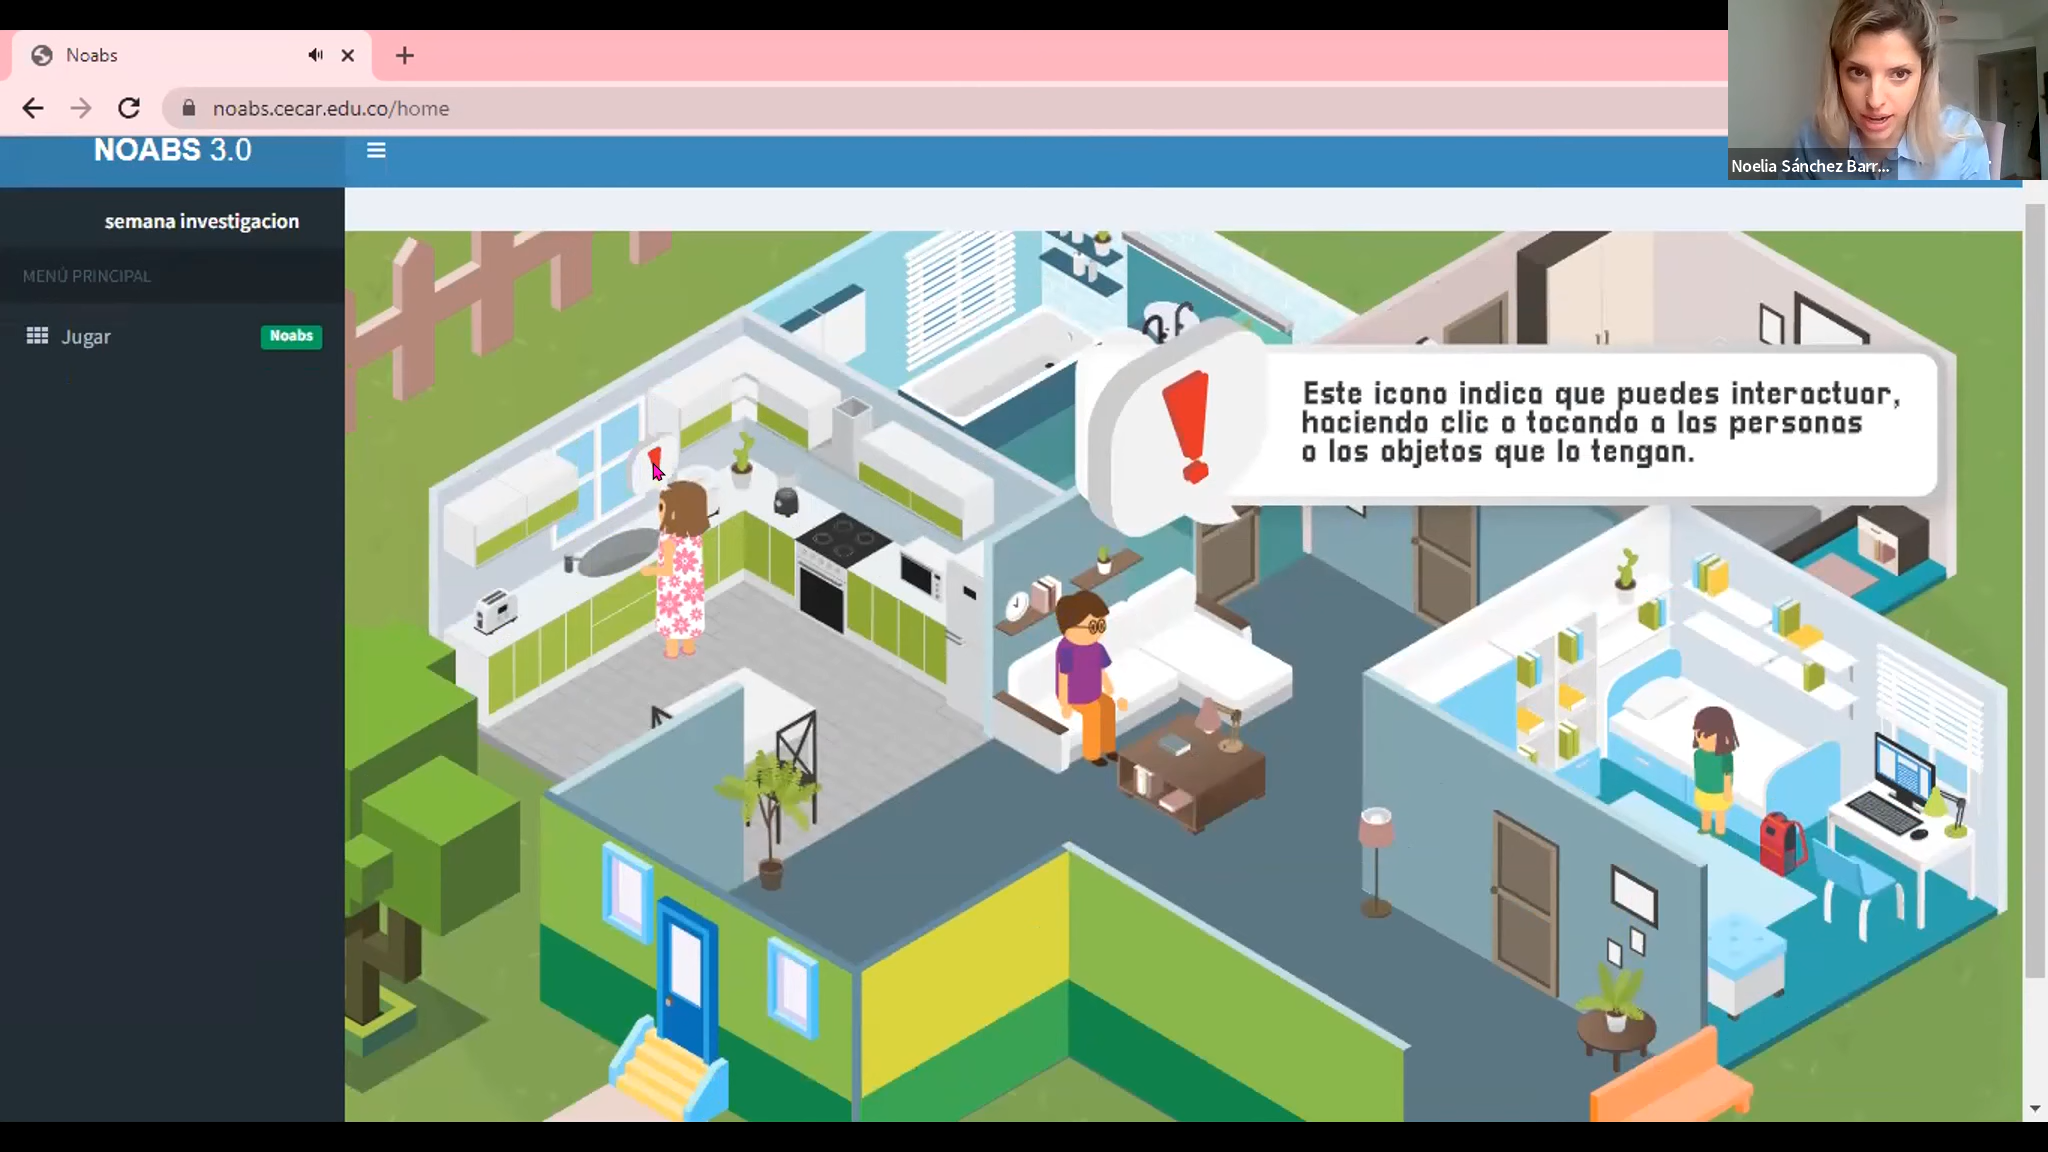 Noabs
noabs.cecar.edu.co/home
Noelia Sánchez Barr...
NOABS 3.0
semana investigacion
MENÚ PRINCIPAL
Jugar
Noabs
Este icono indica que puedes interactuar,
haciendo clic o tocando a las personas
o los objetos que lo tengan.